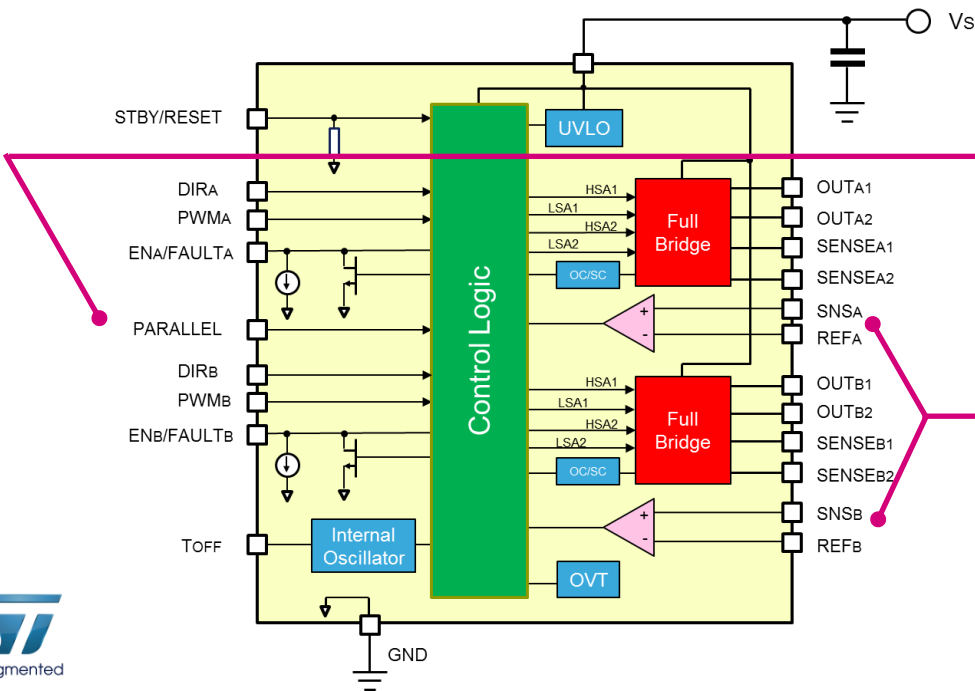 Vs
STBY/RESET
UVLO
DIRA
PWMA
ENA/FAULTA
PARALLEL
DIRB
PWMB
ENB/FAULTB
TOFF
Internal
Oscillator
Control Logic
HSA1
LSA1
HSA2
LSA2
OC/SC
Full
Bridge
+
-
HSA1
LSA1
HSA2
LSA2
OC/SC
Full
Bridge
+
-
OVT
OUTA1
OUTA2
SENSEA1
SENSEA2
SNSA
REFA
OUTB1
OUTB2
SENSEB1
SENSEB2
SNSB
REFB
GND
gmented